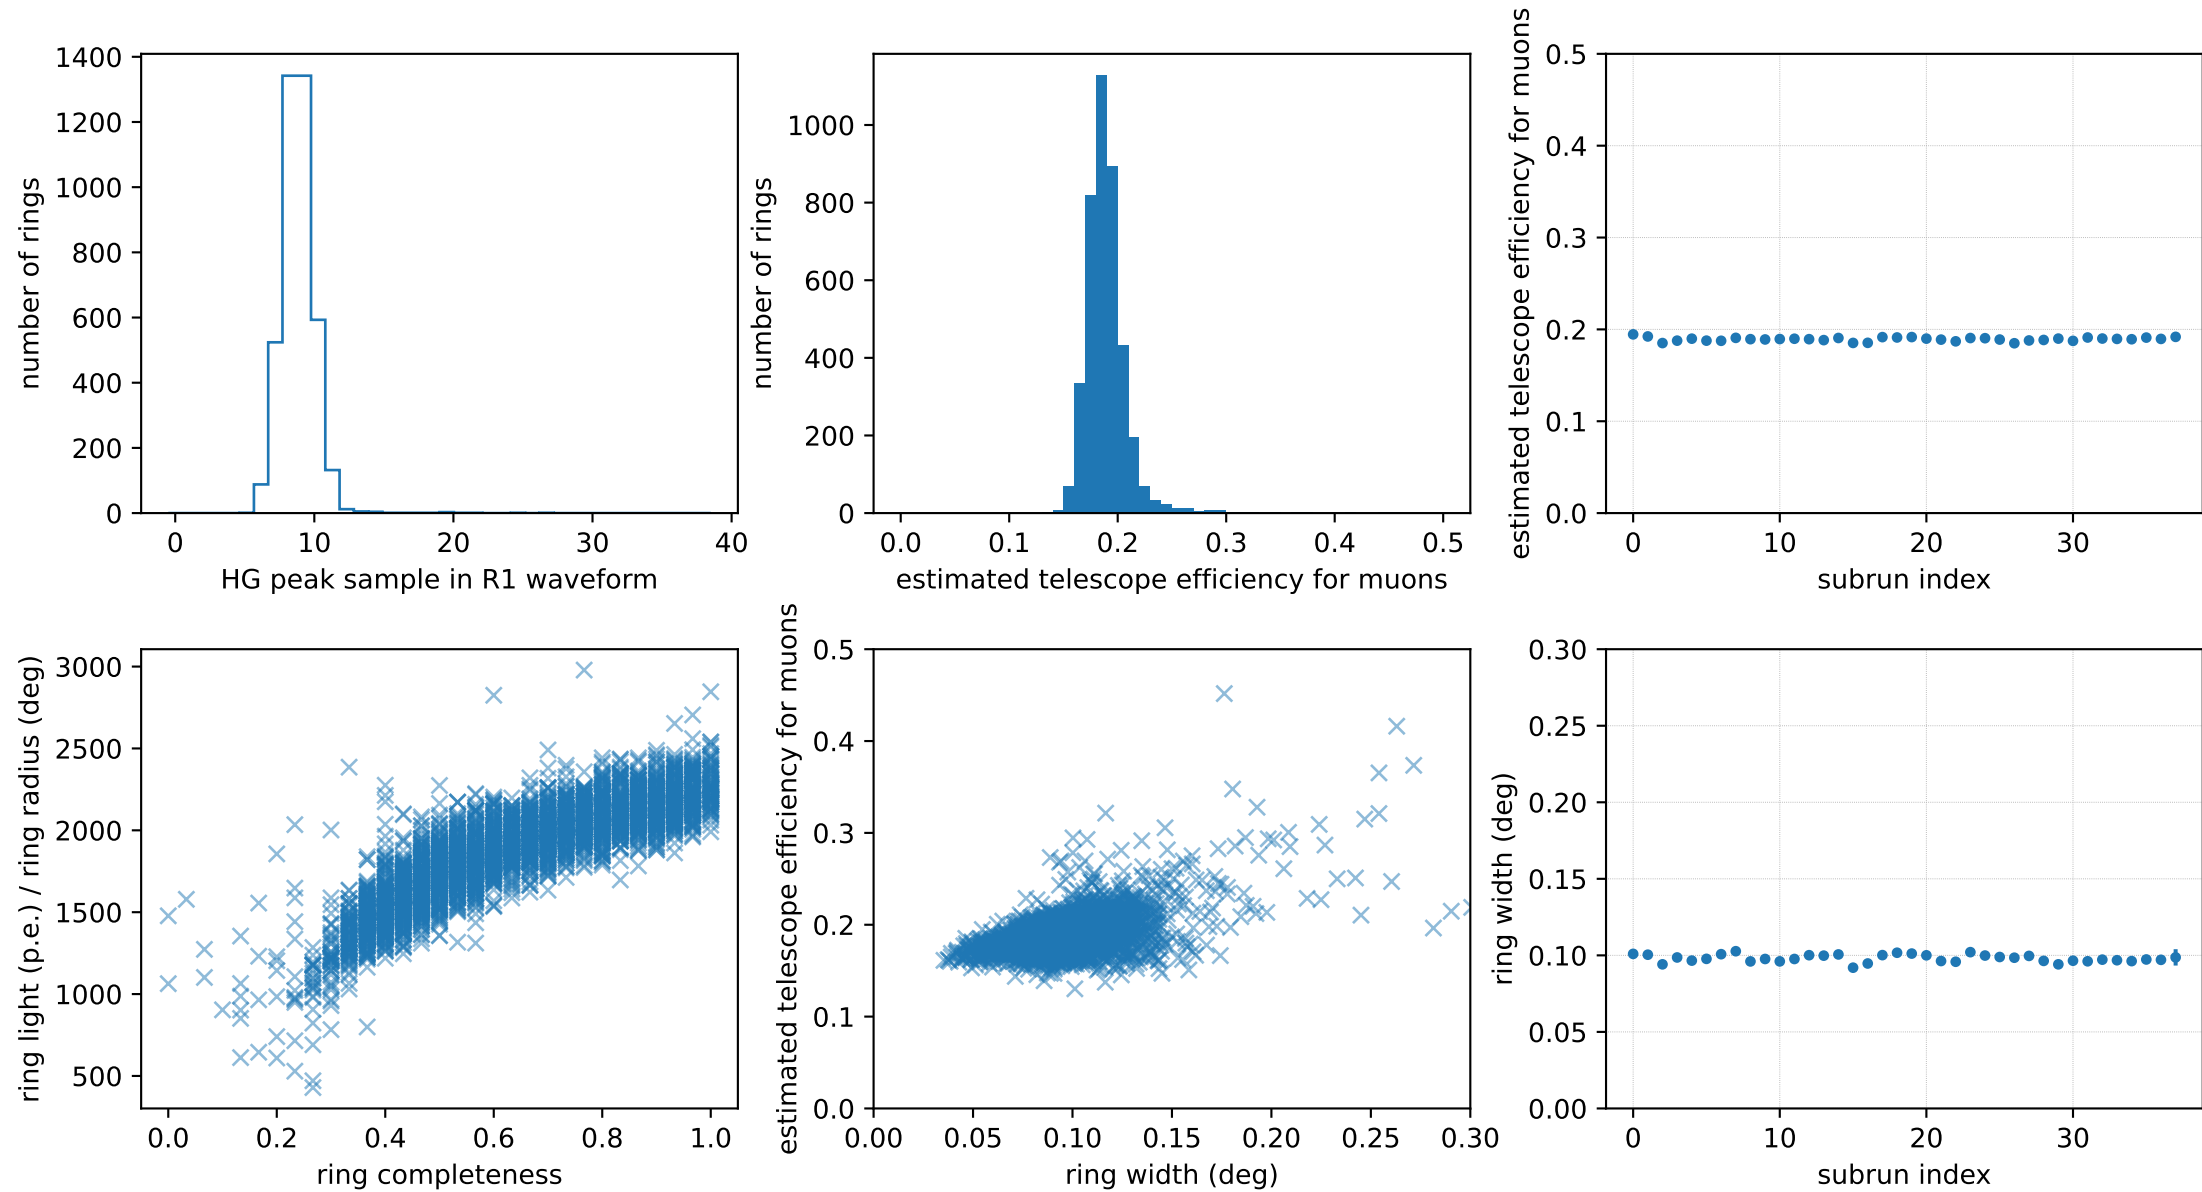 number of rings
1400
1200
1000
800
600
400
200
0
0 10 20 30 40
HG peak sample in R1 waveform
number of rings
1000
800
600
400
200
0
0.0 0.1 0.2 0.3 0.4 0.5
estimated telescope efficiency for muons
estimated telescope efficiency for muons
0.5
0.4
0.3
0.2
0.1
0.0
0 10 20 30
subrun index
ring light (p.e.) / ring radius (deg)
3000
2500
2000
1500
1000
500
0.0 0.2 0.4 0.6 0.8 1.0
ring completeness
estimated telescope efficiency for muons
0.5
0.4
0.3
0.2
0.1
0.0
0.00 0.05 0.10 0.15 0.20 0.25 0.30
ring width (deg)
ring width (deg)
0.30
0.25
0.20
0.15
0.10
0.05
0.00
0 10 20 30
subrun index